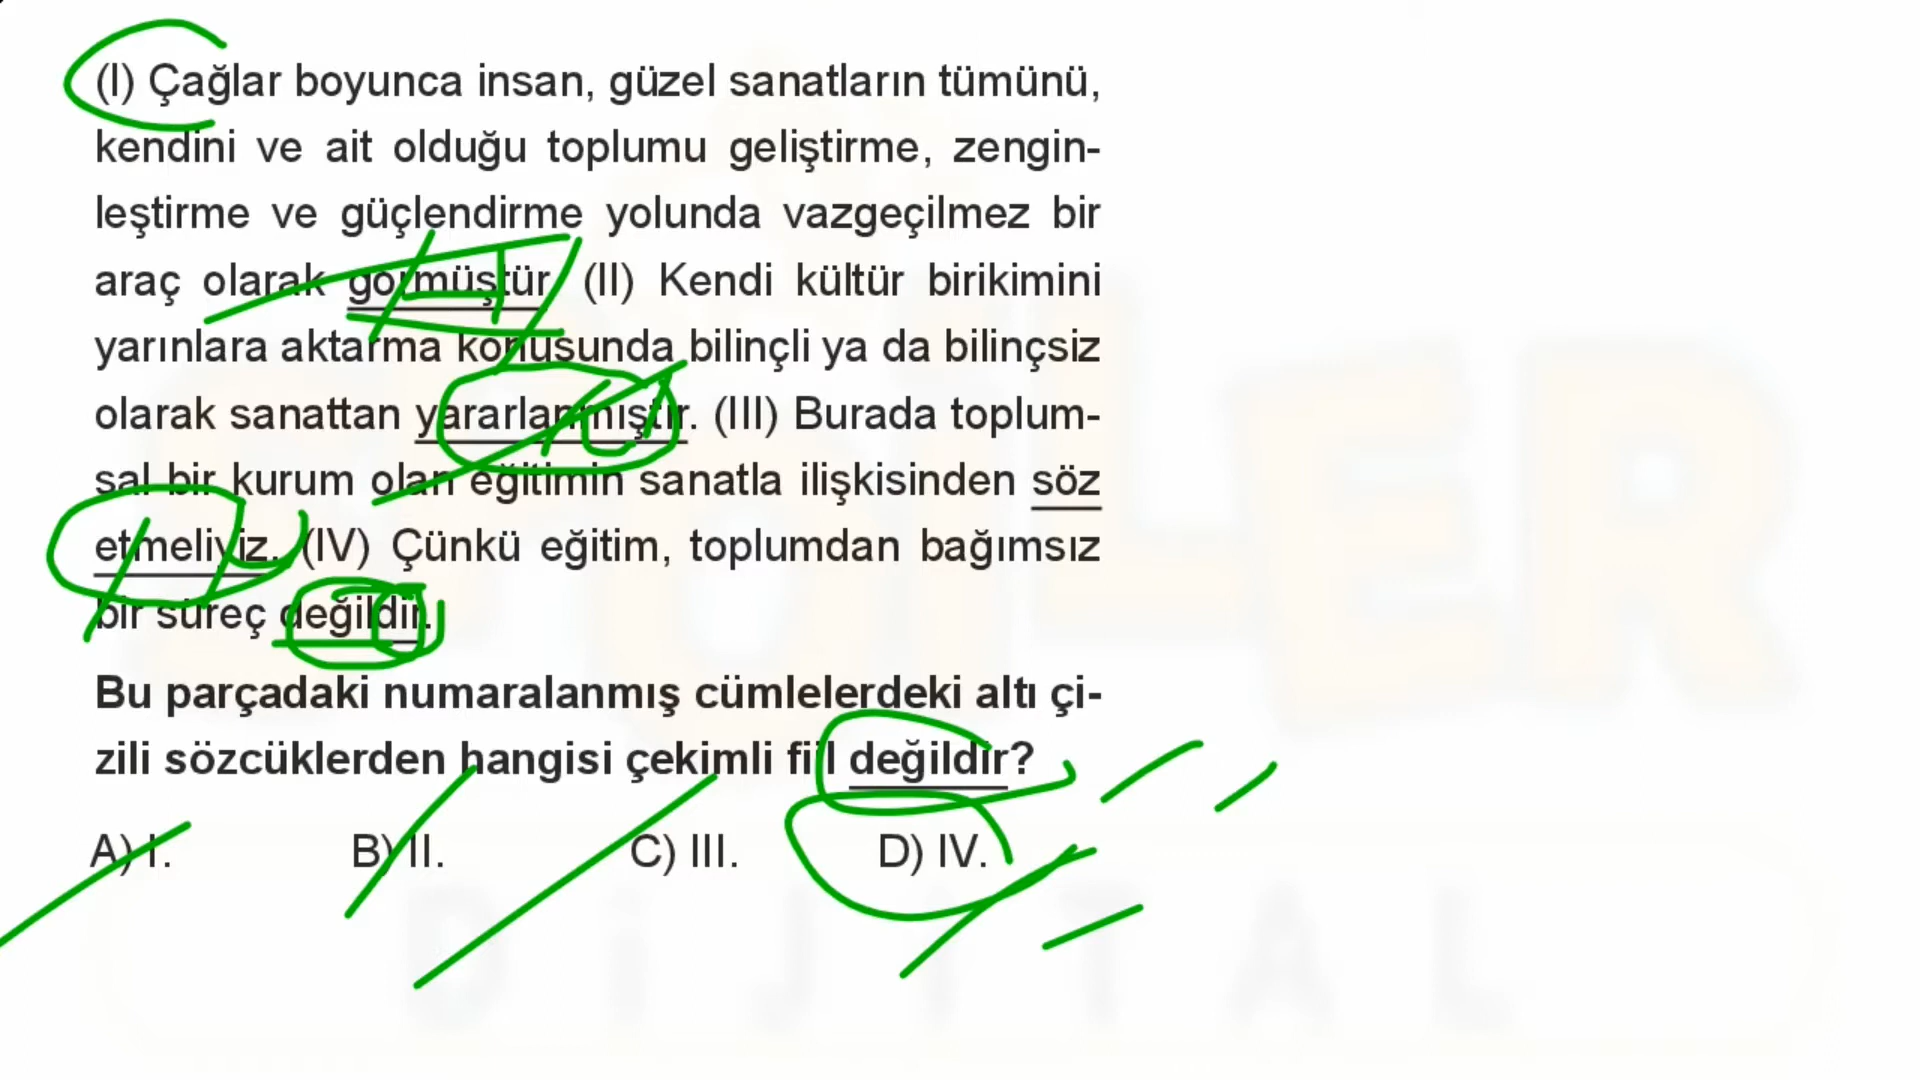 (I) Çağlar boyunca insan, güzel sanatların tümünü,
kendini ve ait olduğu toplumu geliştirme, zengin-
leştirme ve güçlendirme yolunda vazgeçilmez bir
araç olarak görmüştür. (II) Kendi kültür birikimini
yarınlara aktarma konusunda bilinçli ya da bilinçsiz
olarak sanattan yararlanmıştır. (III) Burada toplum-
sal bir kurum olan eğitimin sanatla ilişkisinden söz
etmeliyiz. (IV) Çünkü eğitim, toplumdan bağımsız
bir süreç değildir.
Bu parçadaki numaralanmış cümlelerdeki altı çi-
zili sözcüklerden hangisi çekimli fiil değildir?
A) I. B) II. C) III. D) IV.
DİJİTAL